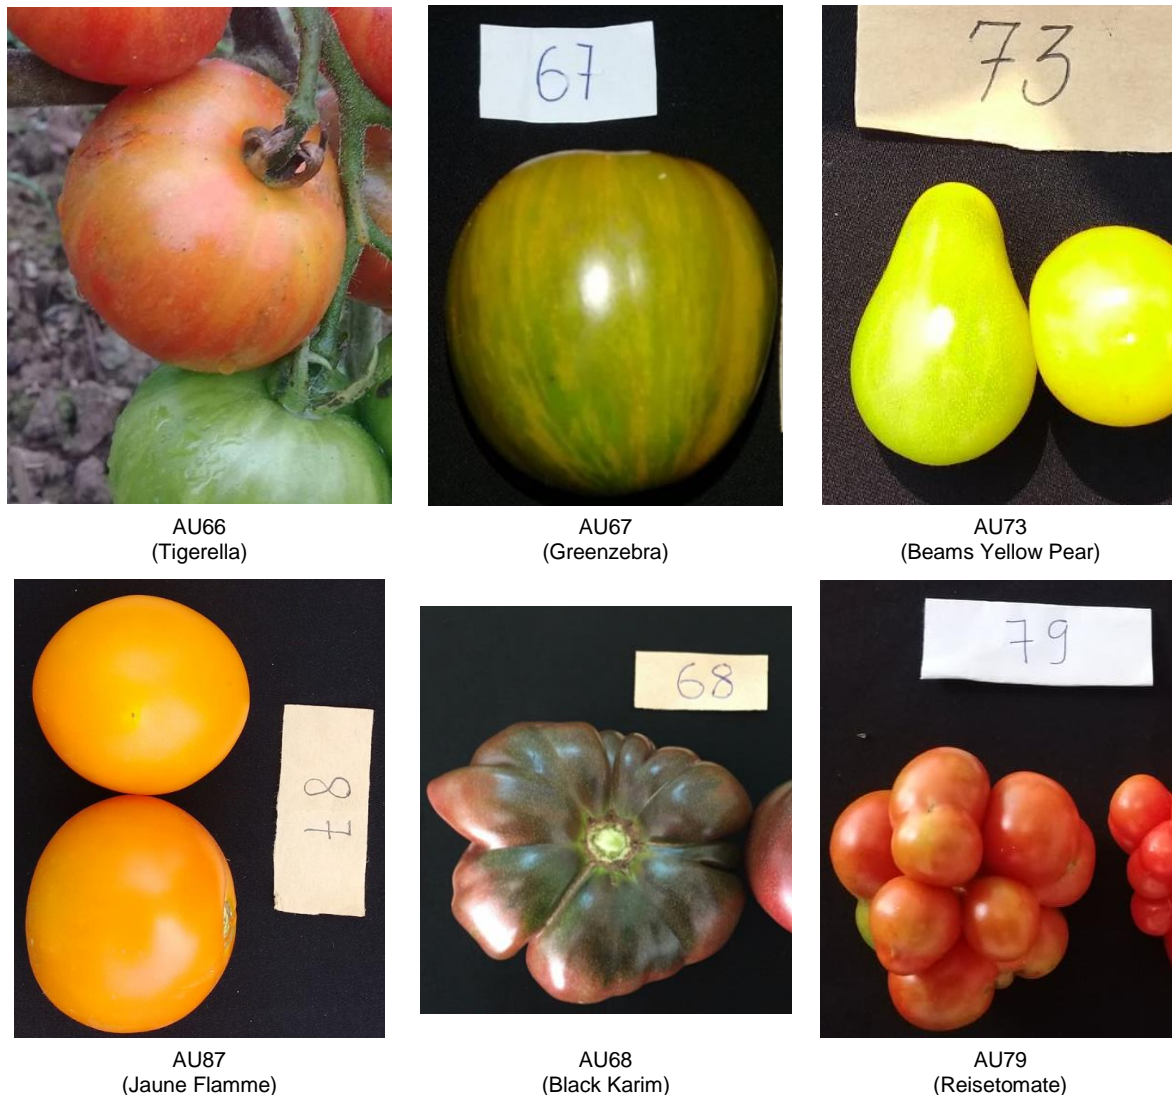 67
73
AU66
(Tigerella)
AU67
(Greenzebra)
AU73
(Beams Yellow Pear)
87
68
79
AU87
(Jaune Flamme)
AU68
(Black Karim)
AU79
(Reisetomate)